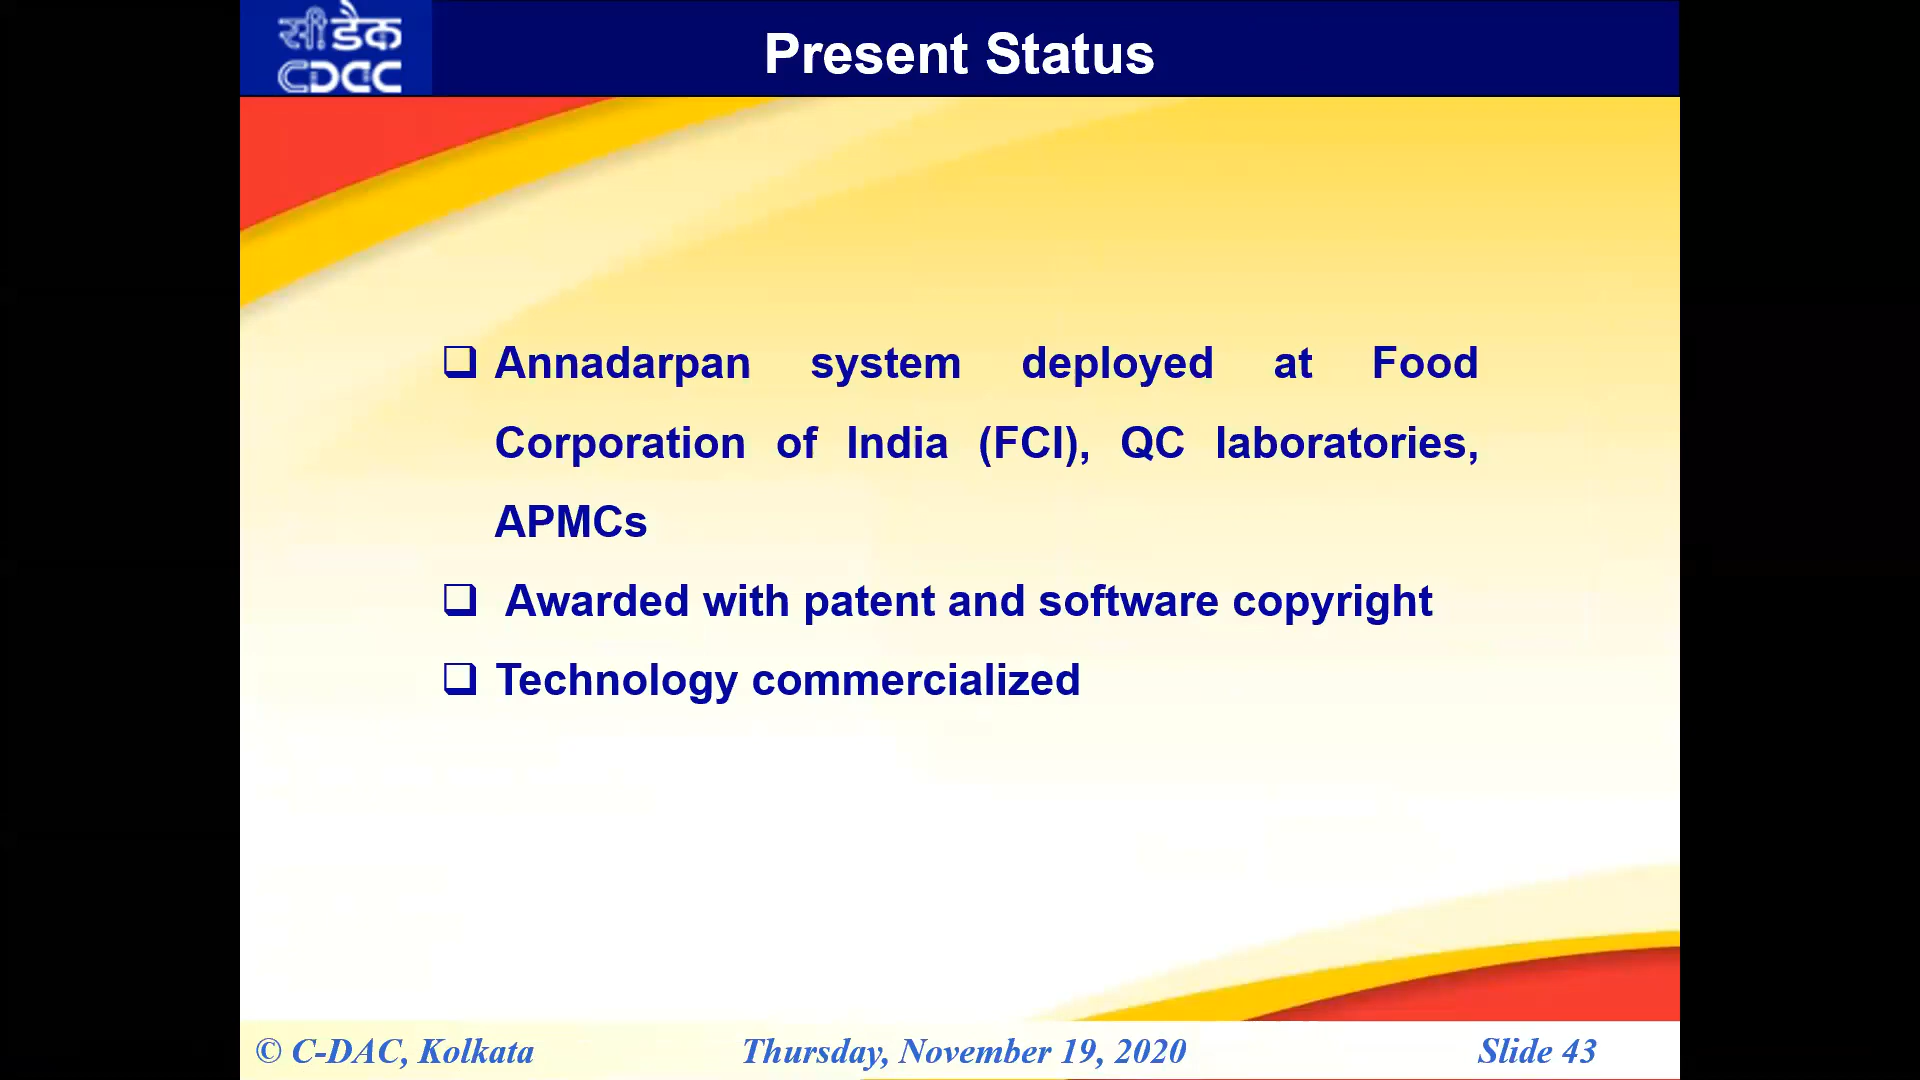 सीडैक
CDAC
Present Status
❑ Annadarpan system deployed at Food
Corporation of India (FCI), QC laboratories,
APMCs
❑ Awarded with patent and software copyright
❑ Technology commercialized
© C-DAC, Kolkata Thursday, November 19, 2020 Slide 43